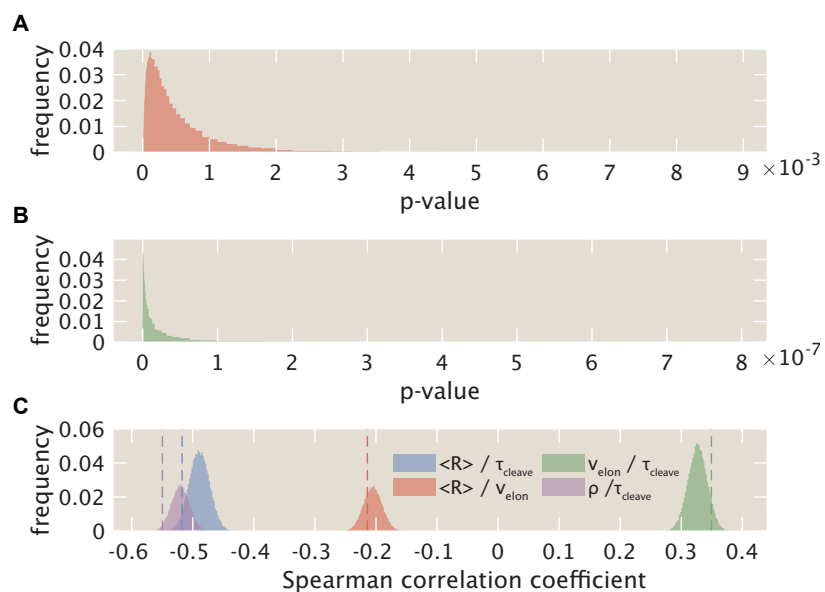 A
frequency
0.04
0.03
0.02
0.01
0
0 1 2 3 4 5 6 7 8 9 ×10⁻³
p-value
B
frequency
0.04
0.03
0.02
0.01
0
0 1 2 3 4 5 6 7 8 ×10⁻⁷
p-value
C
frequency
0.06
0.04
0.02
0
<R> / τcleave
velon / τcleave
<R> / velon
ρ /τcleave
-0.6 -0.5 -0.4 -0.3 -0.2 -0.1 0 0.1 0.2 0.3 0.4
Spearman correlation coefficient